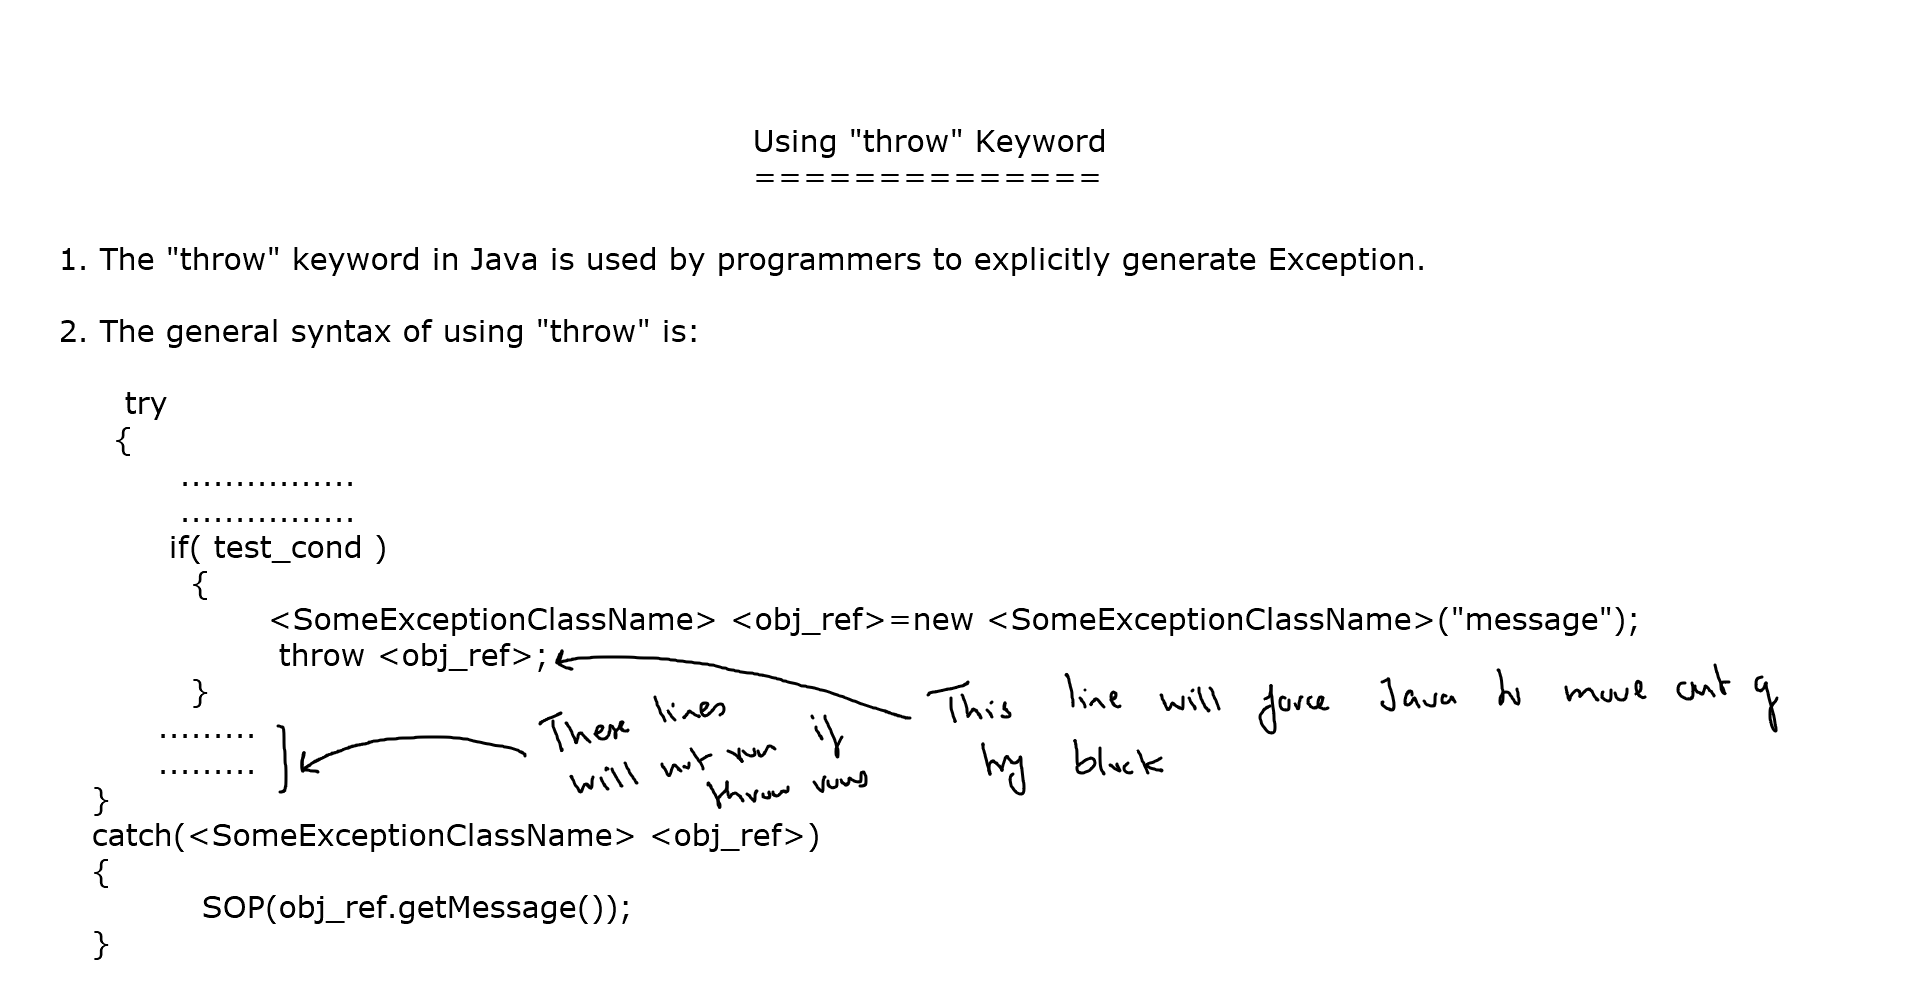 Using "throw" Keyword
==============
1. The "throw" keyword in Java is used by programmers to explicitly generate Exception.
2. The general syntax of using "throw" is:
try
{
................
................
if( test_cond )
{
<SomeExceptionClassName> <obj_ref>=new <SomeExceptionClassName>("message");
throw <obj_ref>;
}
This line will force Java to move out of
try block
These lines
will not run if
throw runs
.........
.........
}
catch(<SomeExceptionClassName> <obj_ref>)
{
SOP(obj_ref.getMessage());
}